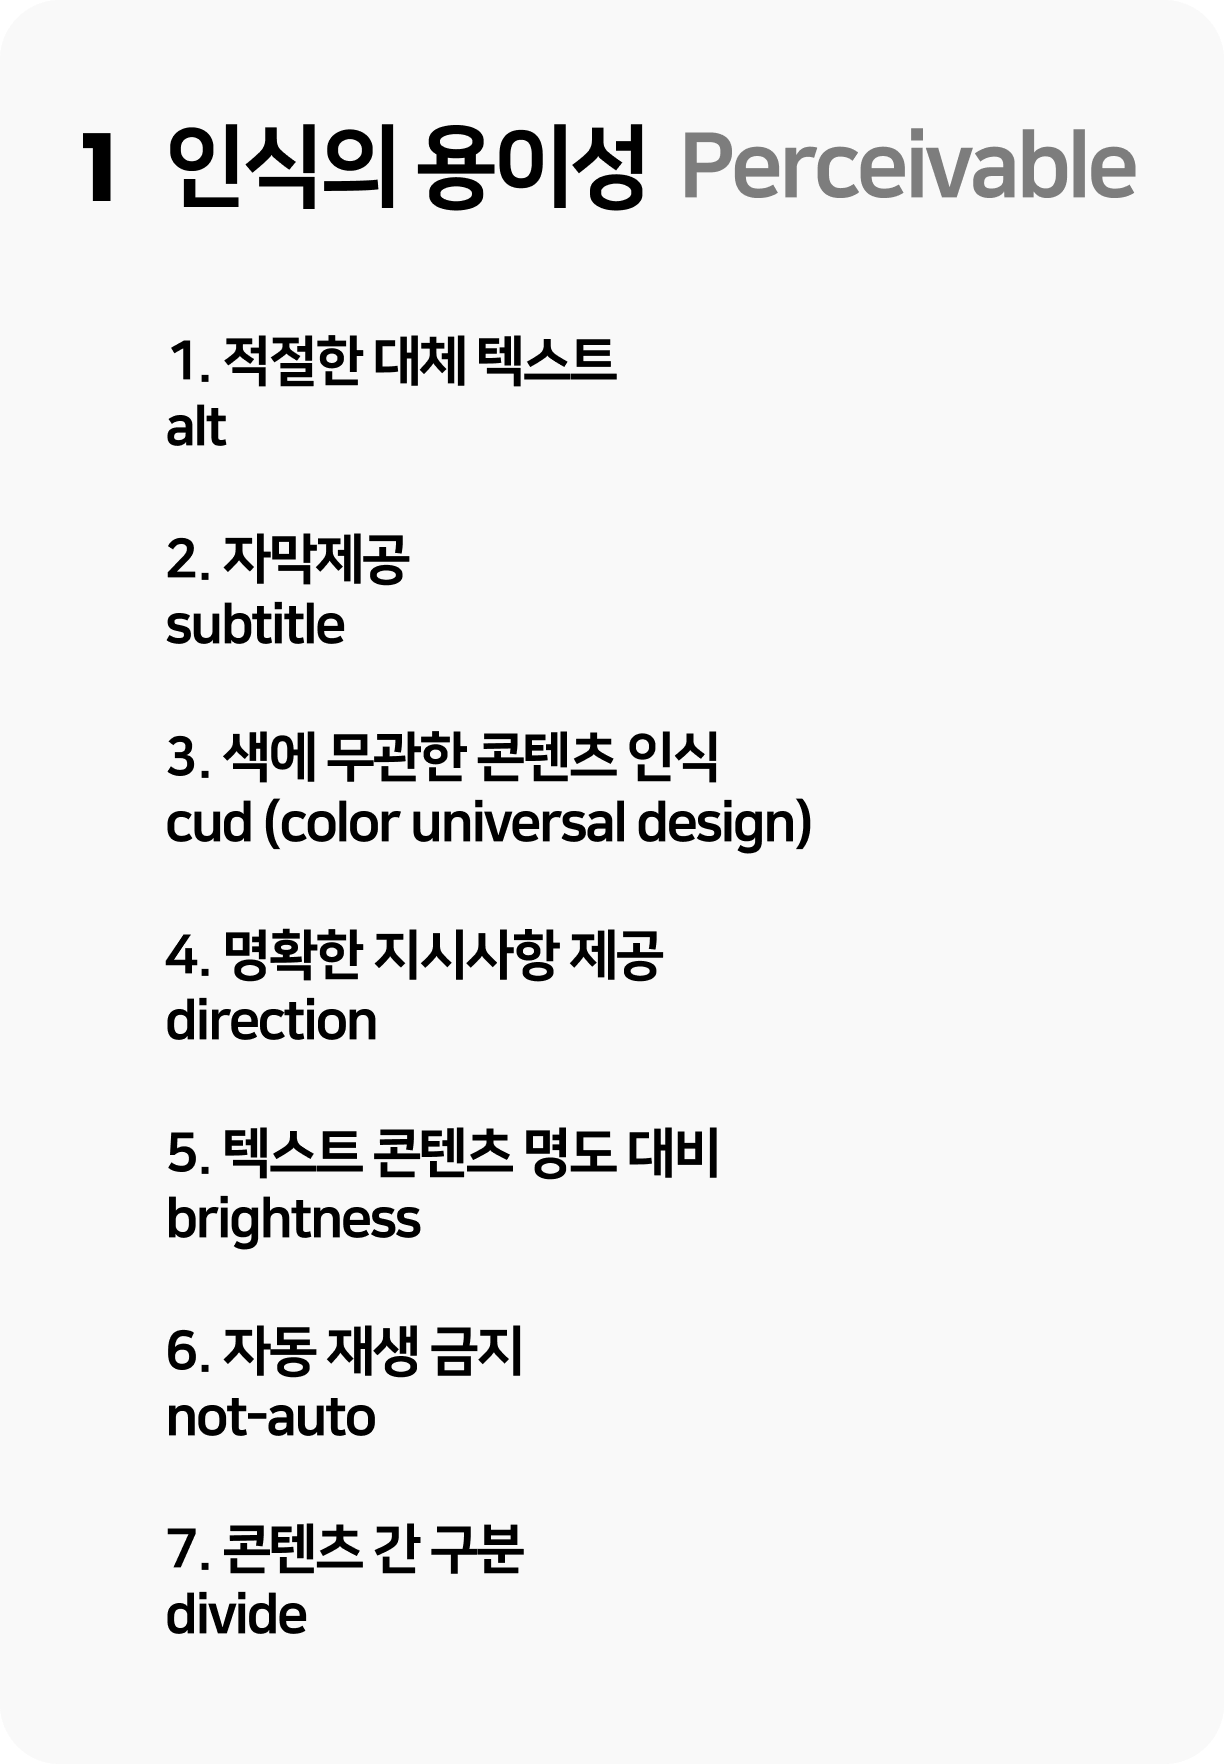 1 인식의 용이성 Perceivable
1. 적절한 대체 텍스트
alt
2. 자막제공
subtitle
3. 색에 무관한 콘텐츠 인식
cud (color universal design)
4. 명확한 지시사항 제공
direction
5. 텍스트 콘텐츠 명도 대비
brightness
6. 자동 재생 금지
not-auto
7. 콘텐츠 간 구분
divide